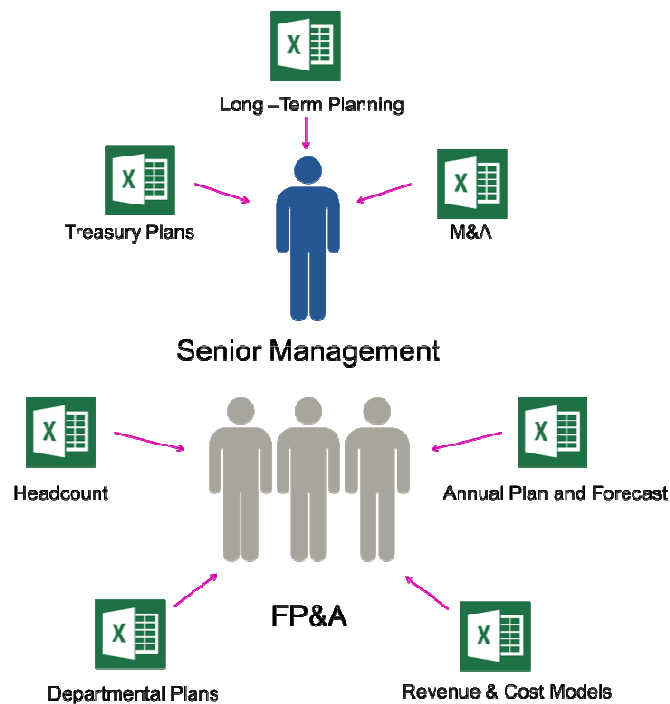 X
Long –Term Planning
X
X
Treasury Plans
M&A
Senior Management
X
X
Headcount
Annual Plan and Forecast
FP&A
X
X
Departmental Plans
Revenue & Cost Models